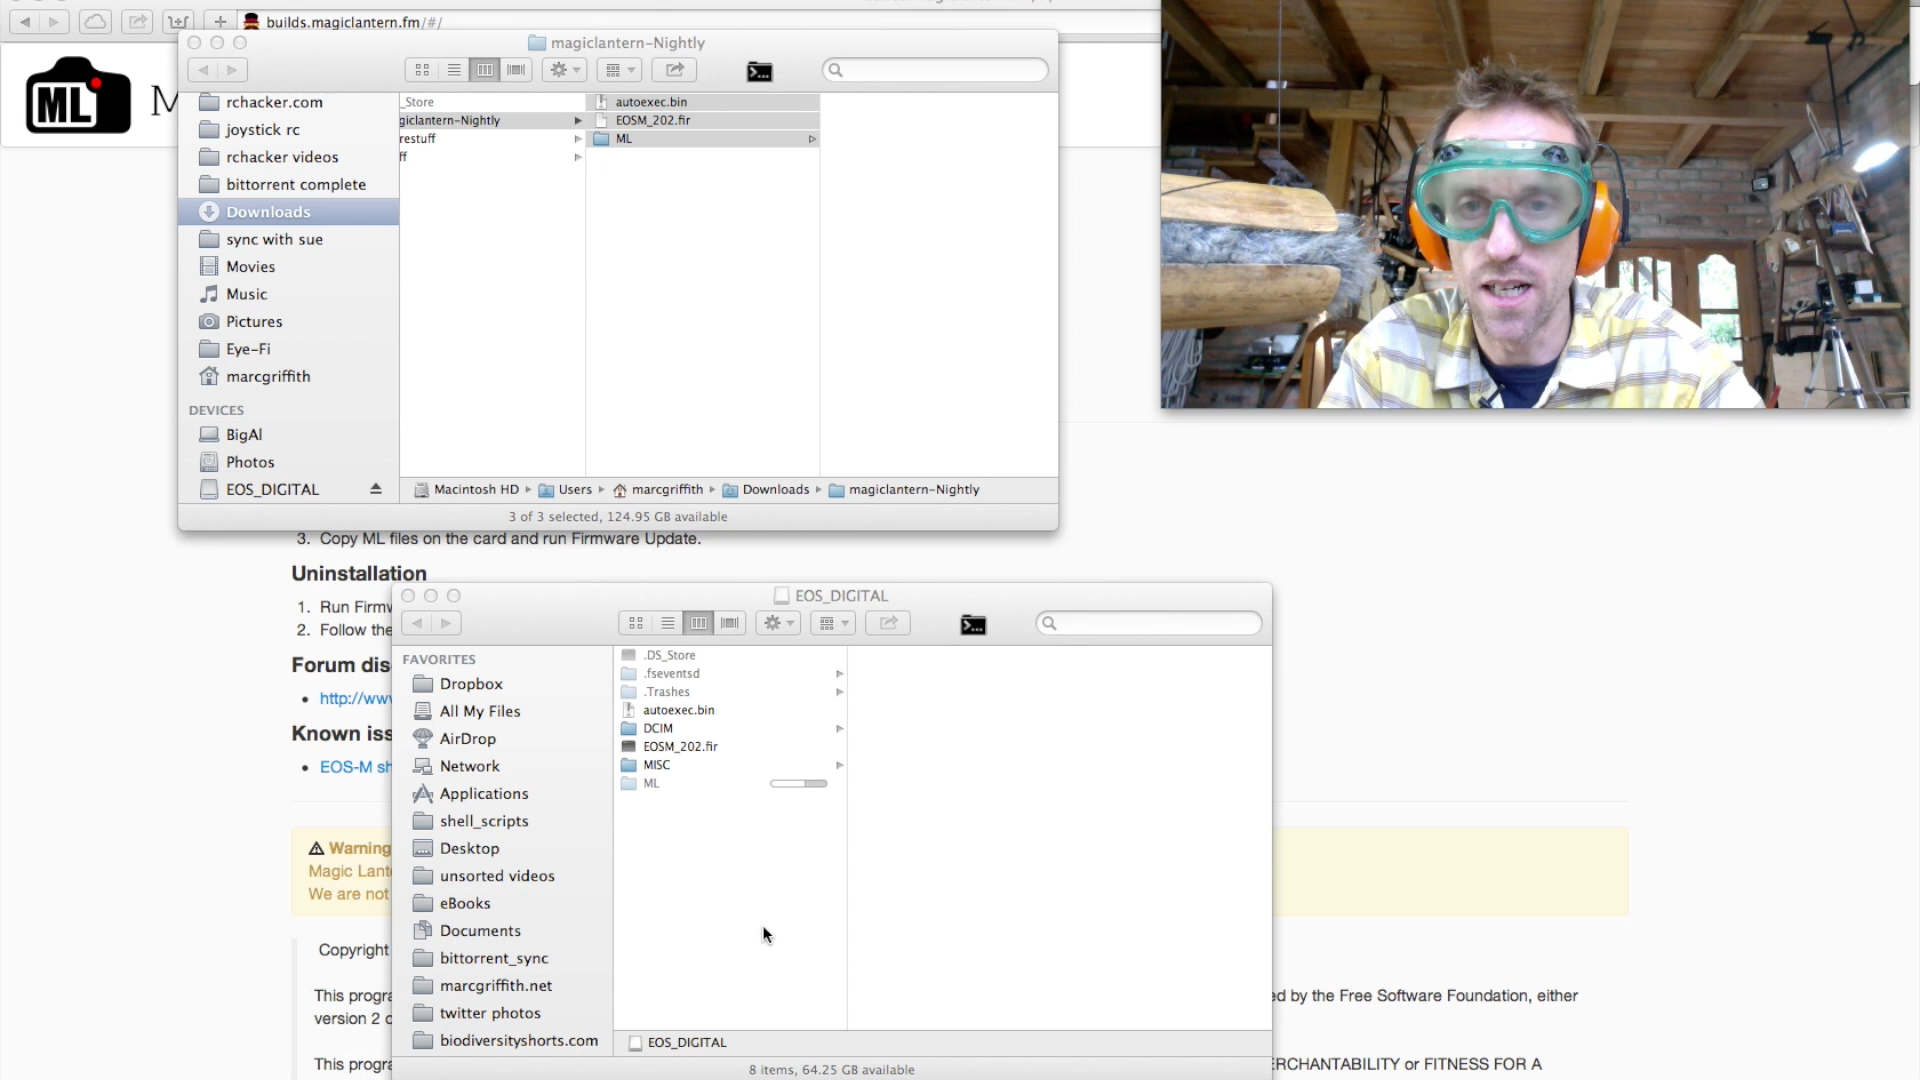 builds.magiclantern.fm/#/
ML
M
magiclantern-Nightly
rchacker.com
joystick rc
rchacker videos
bittorrent complete
Downloads
sync with sue
Movies
Music
Pictures
Eye-Fi
marcgriffith
DEVICES
BigAl
Photos
EOS_DIGITAL
_Store
giclantern-Nightly
restuff
ff
autoexec.bin
EOSM_202.fir
ML
Macintosh HD
Users
marcgriffith
Downloads
magiclantern-Nightly
3 of 3 selected, 124.95 GB available
3. Copy ML files on the card and run Firmware Update.
Uninstallation
1. Run Firmw
2. Follow the
Forum dis
http://www
Known iss
EOS-M sh
Warning
Magic Lant
We are not
Copyright
This progra
ed by the Free Software Foundation, either
version 2 o
This progra
ERCHANTABILITY or FITNESS FOR A
EOS_DIGITAL
FAVORITES
Dropbox
All My Files
AirDrop
Network
Applications
shell_scripts
Desktop
unsorted videos
eBooks
Documents
bittorrent_sync
marcgriffith.net
twitter photos
biodiversityshorts.com
.DS_Store
.fseventsd
.Trashes
autoexec.bin
DCIM
EOSM_202.fir
MISC
ML
EOS_DIGITAL
8 items, 64.25 GB available